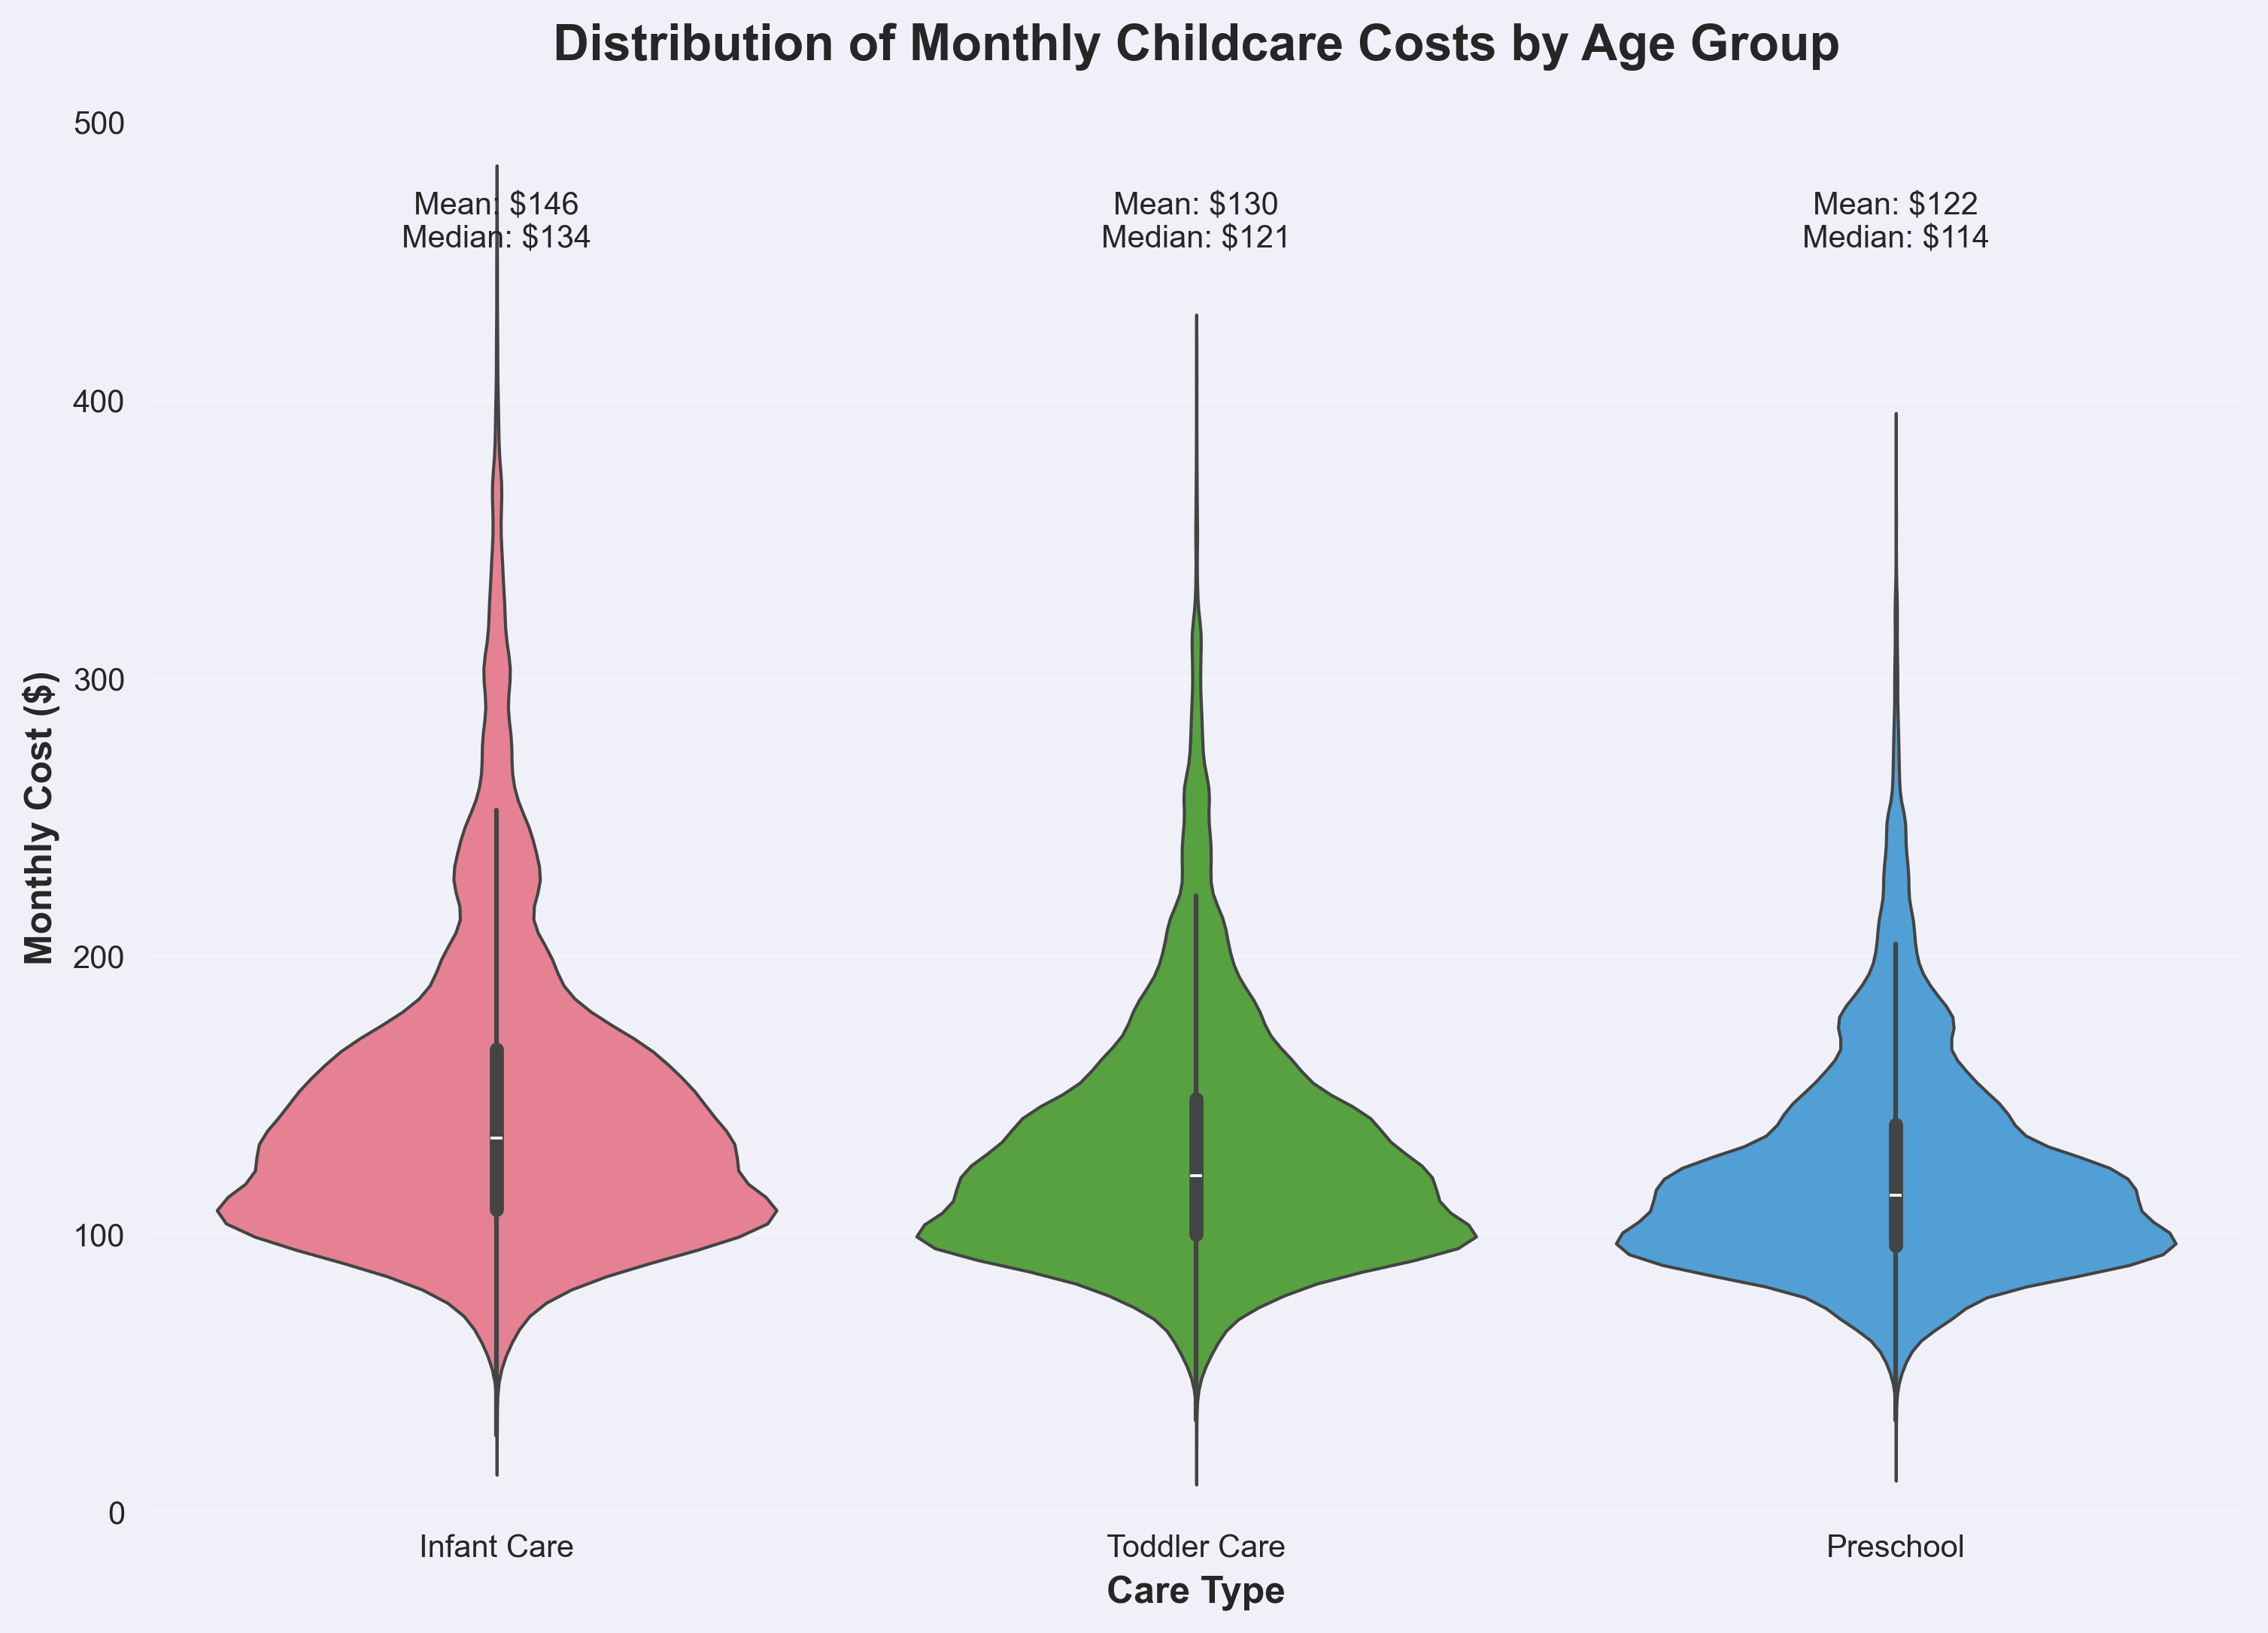 Distribution of Monthly Childcare Costs by Age Group
500
400
300
200
100
0
Monthly Cost ($)
Mean: $146
Median: $134
Mean: $130
Median: $121
Mean: $122
Median: $114
Infant Care
Toddler Care
Preschool
Care Type